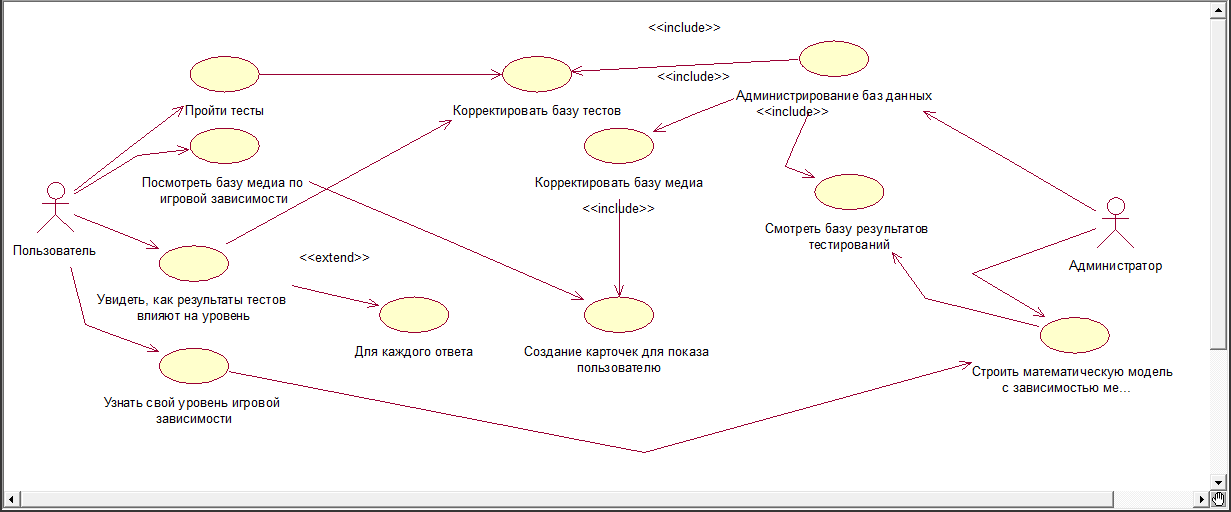 <<include>>
<<include>>
Пройти тесты
Корректировать базу тестов
Администрирование баз данных
<<include>>
Посмотреть базу медиа по
игровой зависимости
Корректировать базу медиа
<<include>>
Смотреть базу результатов
тестирований
Пользователь
Администратор
<<extend>>
Увидеть, как результаты тестов
влияют на уровень
Для каждого ответа
Создание карточек для показа
пользователю
Строить математическую модель
с зависимостью ме...
Узнать свой уровень игровой
зависимости